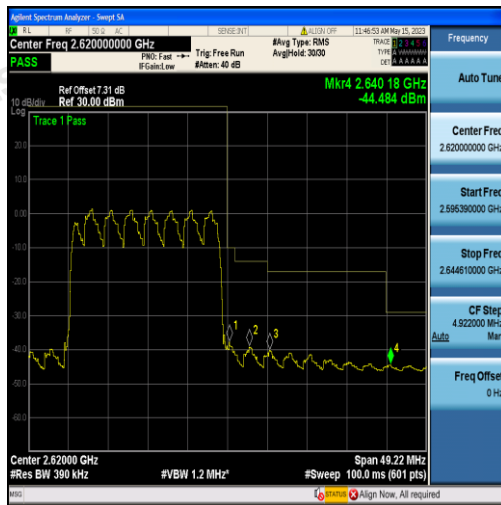 Agilent Spectrum Analyzer - Swept SA
RL RF 50 Ω AC SENSE:INT ALIGN OFF 11:46:53 AM May 15, 2023
Center Freq 2.620000000 GHz
#Avg Type: RMS
TRACE 1 2 3 4 5 6
PASS
PNO: Fast
Trig: Free Run
Avg|Hold: 30/30
TYPE
IFGain:Low
#Atten: 40 dB
DET A A A A A A
Mkr4 2.640 18 GHz
-44.484 dBm
Ref Offset 7.31 dB
10 dB/div Ref 30.00 dBm
Log
Trace 1 Pass
20.0
10.0
0.00
-10.0
-20.0
-30.0
-40.0
-50.0
-60.0
1
2
3
4
Center 2.62000 GHz
Span 49.22 MHz
#Res BW 390 kHz
#VBW 1.2 MHz*
#Sweep 100.0 ms (601 pts)
MSG
STATUS
Align Now, All required
Frequency
Auto Tune
Center Freq
2.620000000 GHz
Start Freq
2.595390000 GHz
Stop Freq
2.644610000 GHz
CF Step
4.922000 MHz
Auto Man
Freq Offset
0 Hz